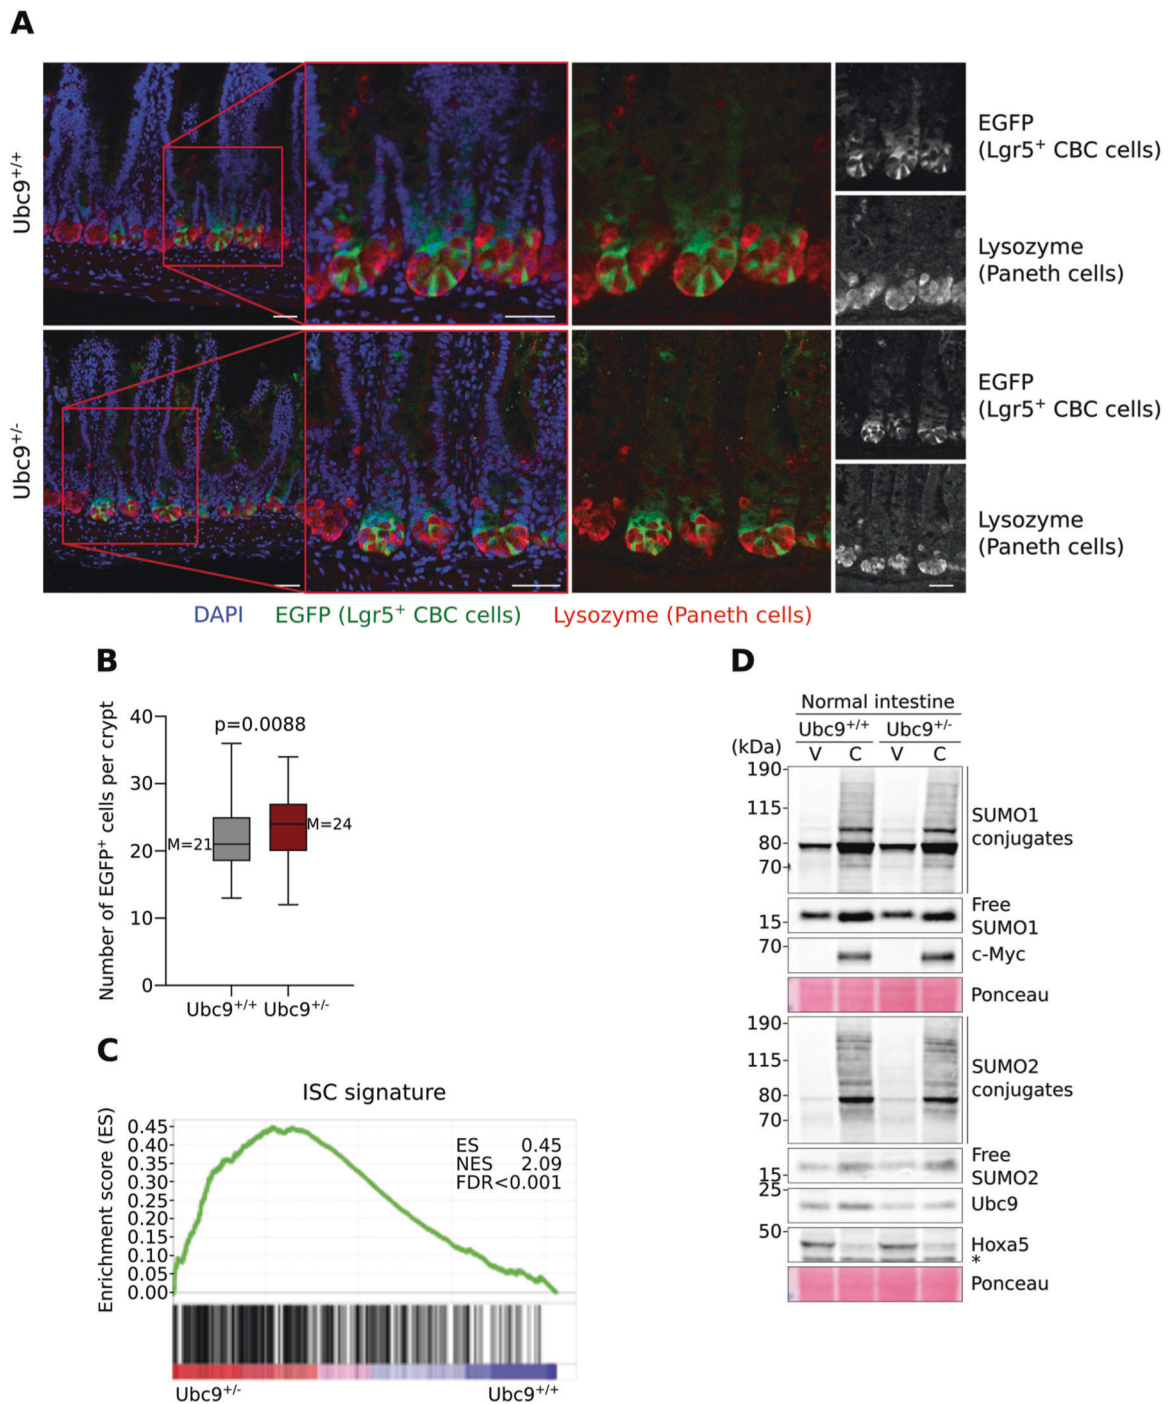 A
Ubc9+/+
EGFP
(Lgr5+ CBC cells)
Lysozyme
(Paneth cells)
Ubc9+/-
EGFP
(Lgr5+ CBC cells)
Lysozyme
(Paneth cells)
DAPI EGFP (Lgr5+ CBC cells) Lysozyme (Paneth cells)
B
Number of EGFP+ cells per crypt
40
30
20
10
0
p=0.0088
M=21
M=24
Ubc9+/+ Ubc9+/-
C
ISC signature
Enrichment score (ES)
0.45
0.40
0.35
0.30
0.25
0.20
0.15
0.10
0.05
0.00
ES 0.45
NES 2.09
FDR<0.001
Ubc9+/- Ubc9+/+
D
Normal intestine
Ubc9+/+ Ubc9+/-
(kDa) V C V C
190
115
80
70
SUMO1
conjugates
15
Free
SUMO1
70
c-Myc
Ponceau
190
115
80
70
SUMO2
conjugates
15
Free
SUMO2
25
Ubc9
50
Hoxa5
*
Ponceau